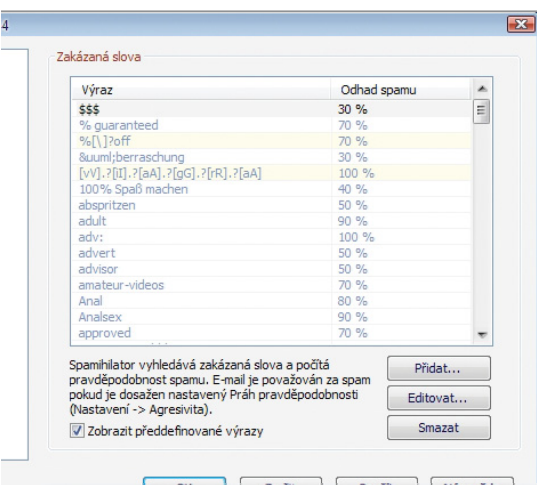 4
Zakázaná slova
Výraz Odhad spamu
$$$ 30 %
% guaranteed 70 %
%[\]?off 70 %
&uuml;berraschung 30 %
[vV].?[iI].?[aA].?[gG].?[rR].?[aA] 100 %
100% Spaß machen 40 %
abspritzen 50 %
adult 90 %
adv: 100 %
advert 50 %
advisor 50 %
amateur-videos 70 %
Anal 80 %
Analsex 90 %
approved 70 %
Spamihilator vyhledává zakázaná slova a počítá
pravděpodobnost spamu. E-mail je považován za spam
pokud je dosažen nastavený Práh pravděpodobnosti
(Nastavení -> Agresivita).
Přidat...
Editovat...
Smazat
Zobrazit předdefinované výrazy